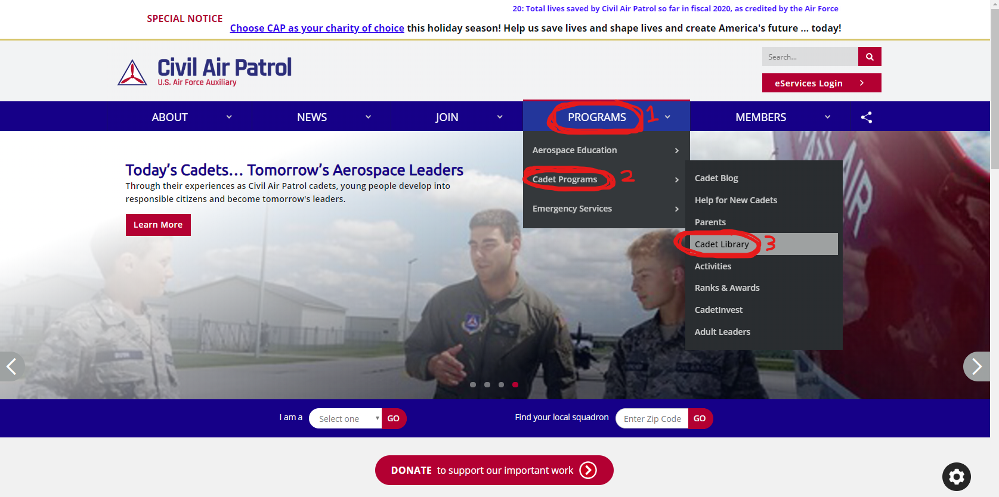 20: Total lives saved by Civil Air Patrol so far in fiscal 2020, as credited by the Air Force
SPECIAL NOTICE
Choose CAP as your charity of choice this holiday season! Help us save lives and shape lives and create America's future ... today!
Civil Air Patrol
U.S. Air Force Auxiliary
Search...
eServices Login
ABOUT NEWS JOIN PROGRAMS 1 MEMBERS
Aerospace Education
Cadet Programs 2
Emergency Services
Cadet Blog
Help for New Cadets
Parents
Cadet Library 3
Activities
Ranks & Awards
CadetInvest
Adult Leaders
Today's Cadets... Tomorrow's Aerospace Leaders
Through their experiences as Civil Air Patrol cadets, young people develop into
responsible citizens and become tomorrow's leaders.
Learn More
I am a Select one GO
Find your local squadron Enter Zip Code GO
DONATE to support our important work